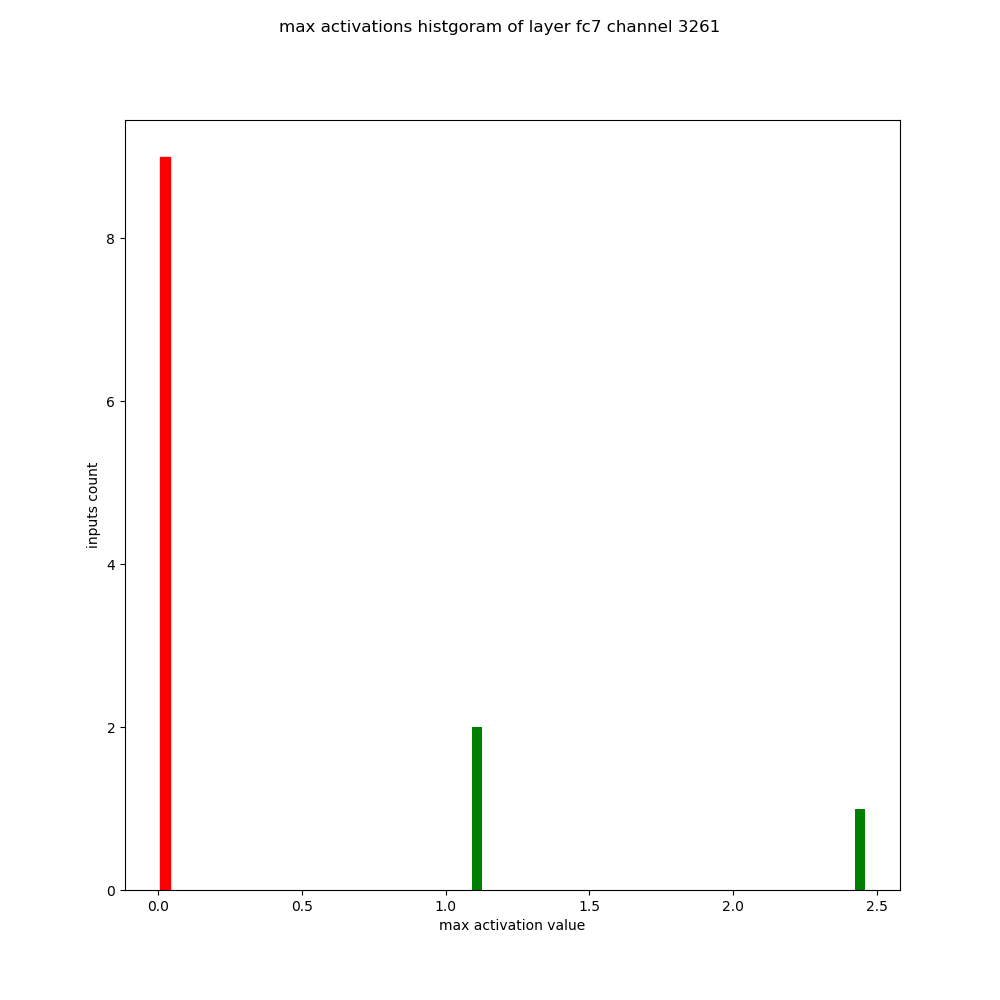 max activations histgoram of layer fc7 channel 3261
8
6
4
2
0
inputs count
0.0 0.5 1.0 1.5 2.0 2.5
max activation value